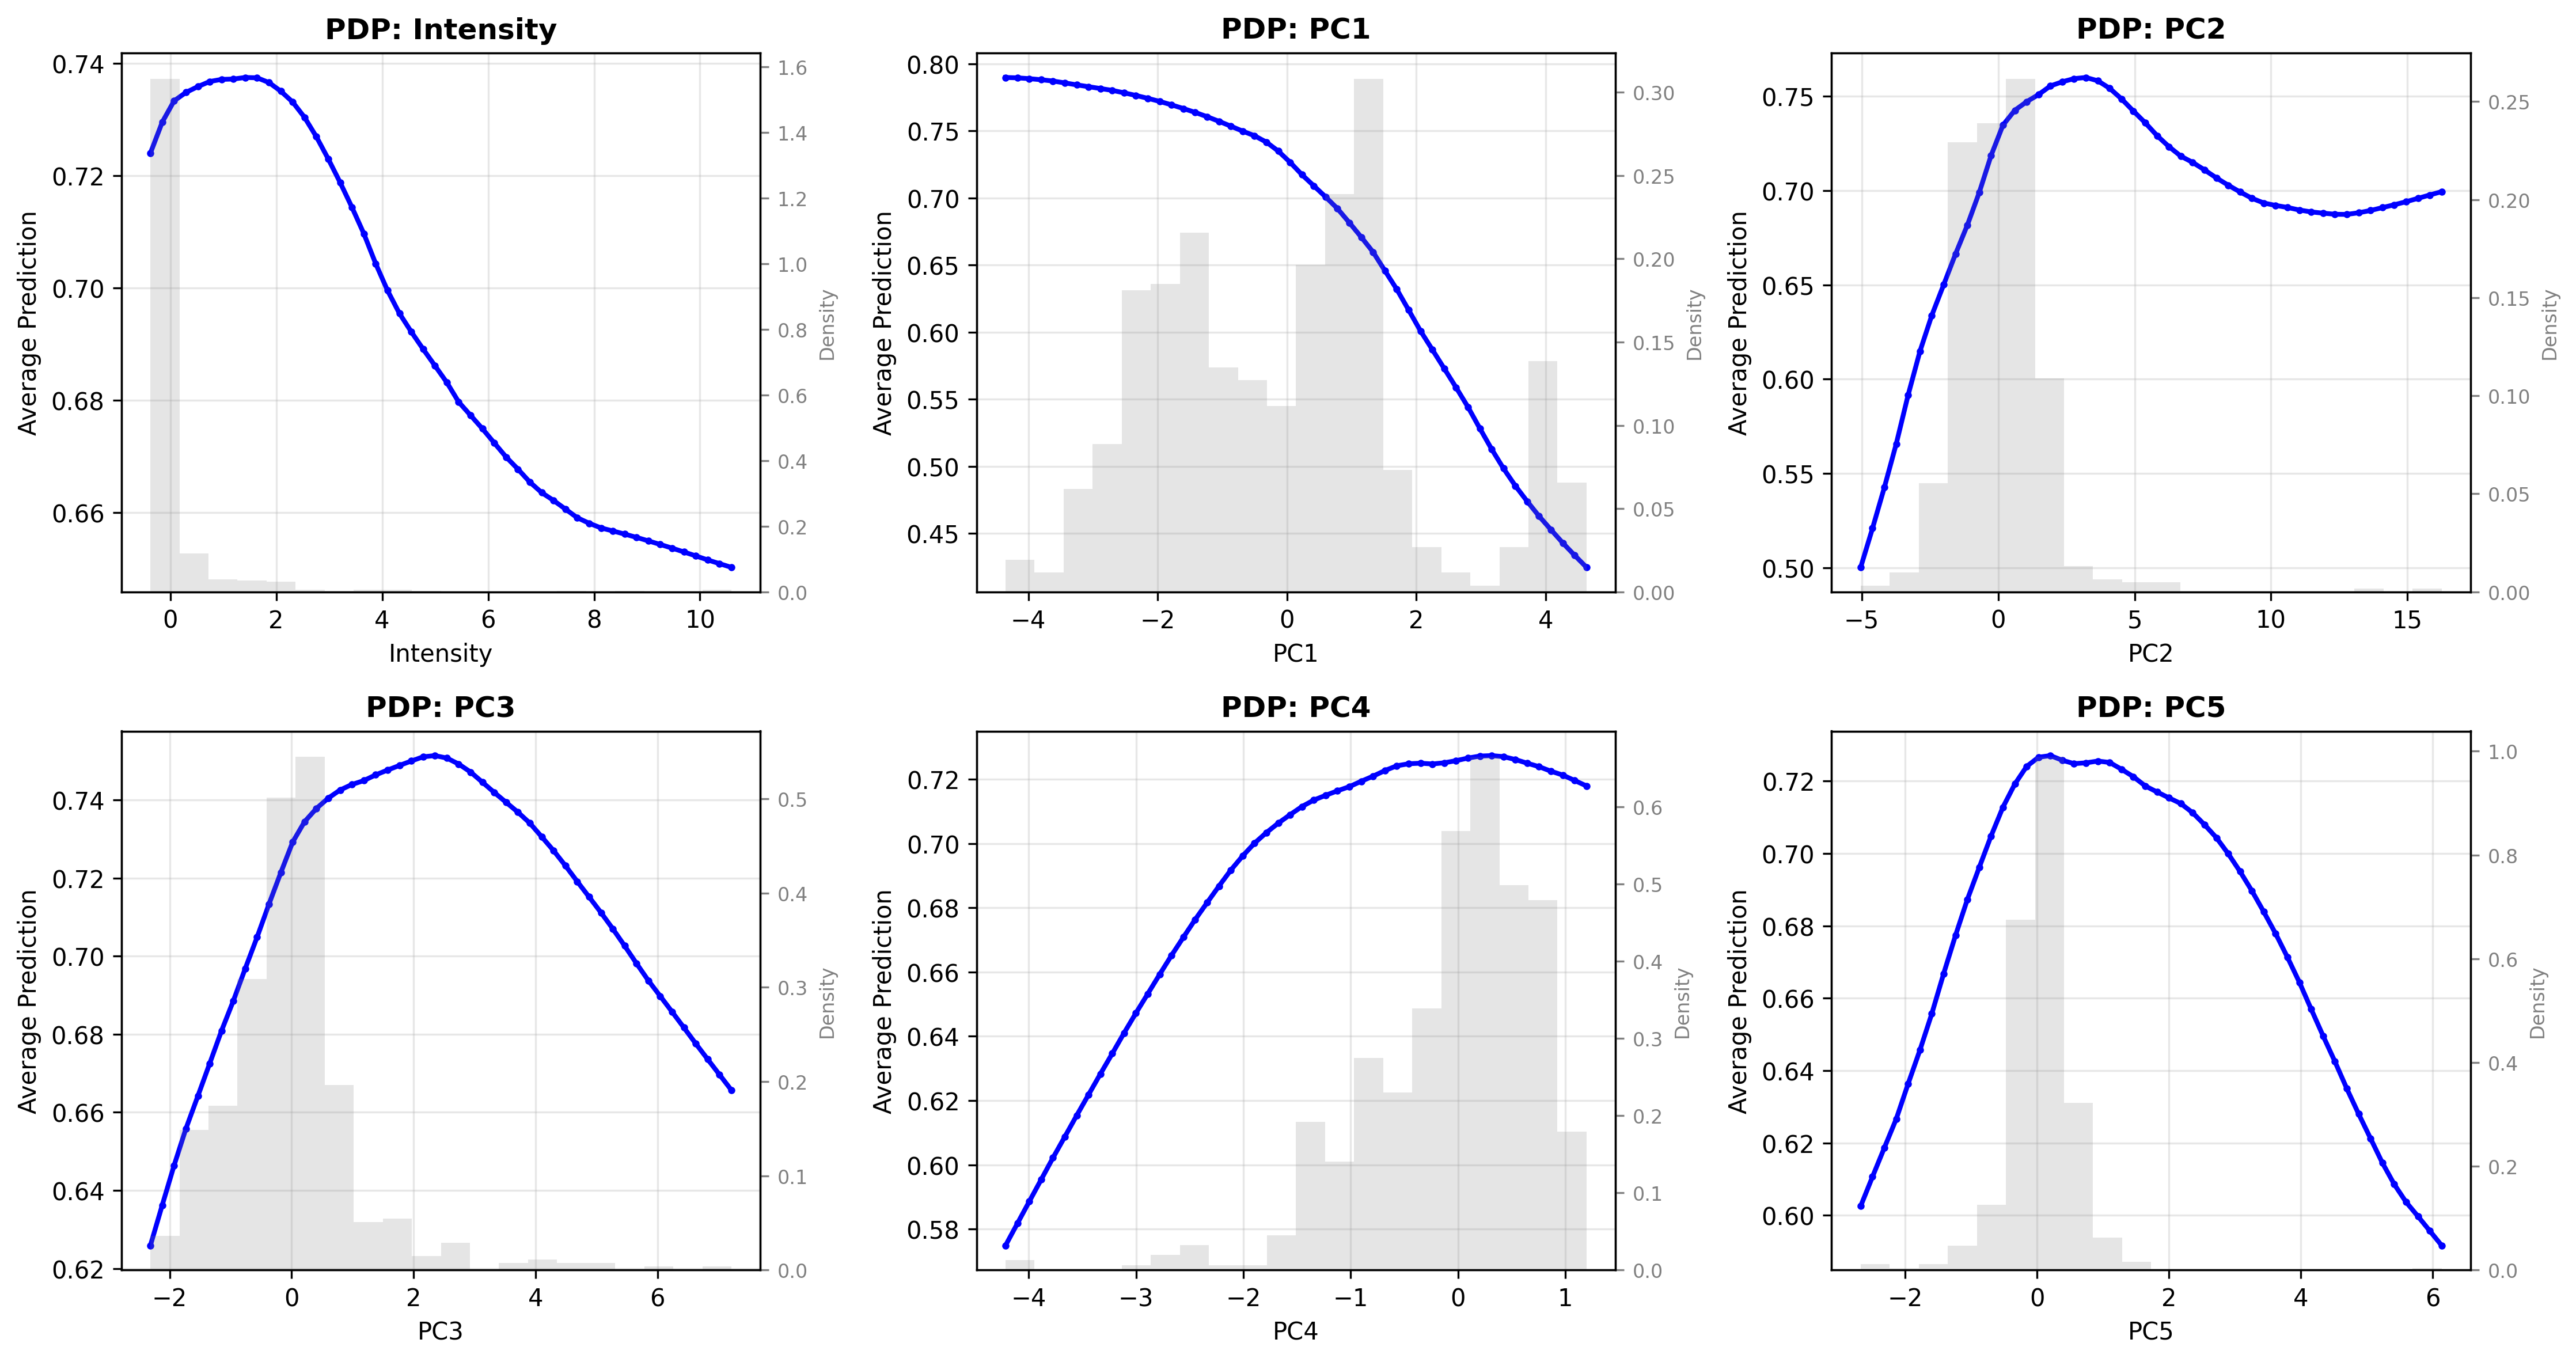 PDP: Intensity
0.74
0.72
0.70
0.68
0.66
Average Prediction
1.6
1.4
1.2
1.0
0.8
0.6
0.4
0.2
0.0
Density
0 2 4 6 8 10
Intensity
PDP: PC1
0.80
0.75
0.70
0.65
0.60
0.55
0.50
0.45
Average Prediction
0.30
0.25
0.20
0.15
0.10
0.05
0.00
Density
−4 −2 0 2 4
PC1
PDP: PC2
0.75
0.70
0.65
0.60
0.55
0.50
Average Prediction
0.25
0.20
0.15
0.10
0.05
0.00
Density
−5 0 5 10 15
PC2
PDP: PC3
0.74
0.72
0.70
0.68
0.66
0.64
0.62
Average Prediction
0.5
0.4
0.3
0.2
0.1
0.0
Density
−2 0 2 4 6
PC3
PDP: PC4
0.72
0.70
0.68
0.66
0.64
0.62
0.60
0.58
Average Prediction
0.6
0.5
0.4
0.3
0.2
0.1
0.0
Density
−4 −3 −2 −1 0 1
PC4
PDP: PC5
0.72
0.70
0.68
0.66
0.64
0.62
0.60
Average Prediction
1.0
0.8
0.6
0.4
0.2
0.0
Density
−2 0 2 4 6
PC5